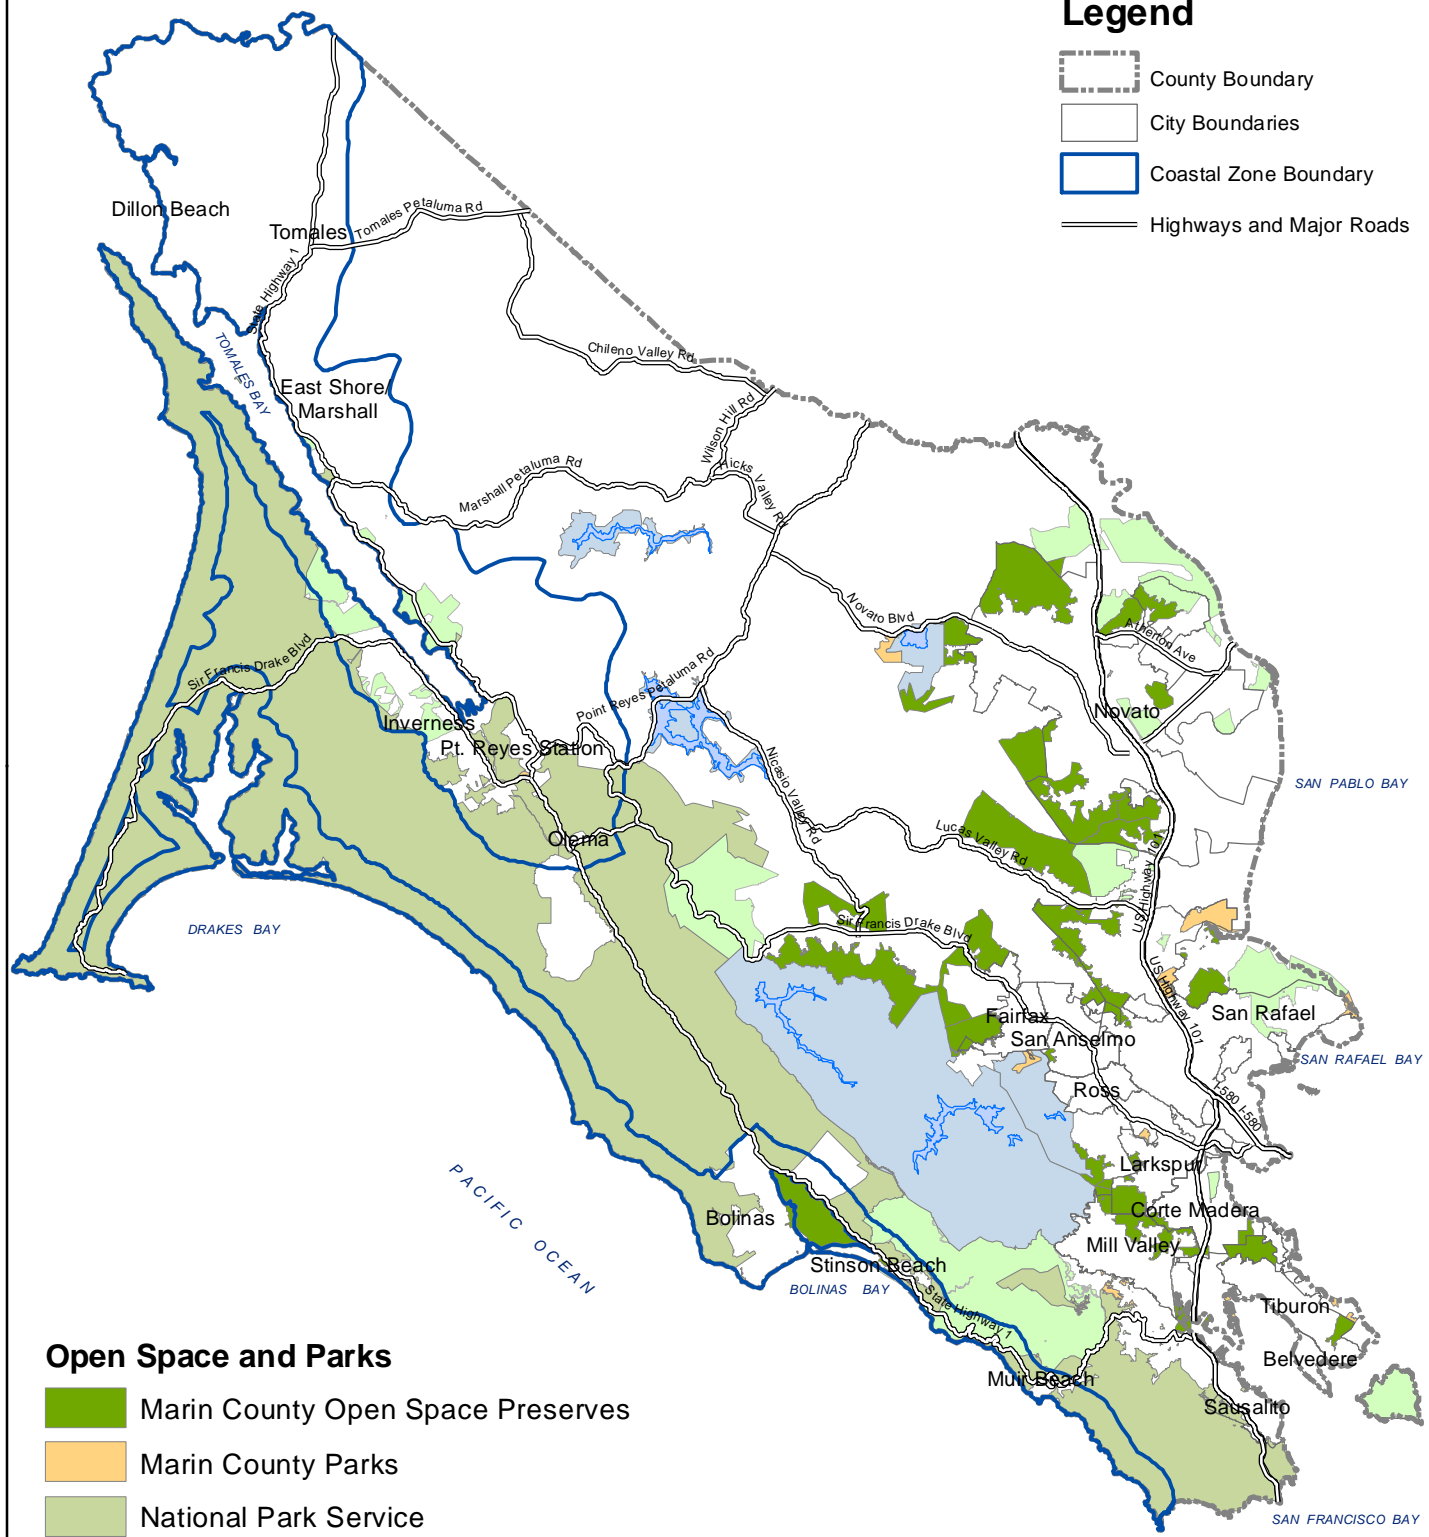 Legend
County Boundary
City Boundaries
Coastal Zone Boundary
Highways and Major Roads
Dillon Beach
Tomales
Tomales Petaluma Rd
State Highway 1
TOMALES BAY
Chileno Valley Rd
East Shore/
Marshall
Wilson Hill Rd
Marshall Petaluma Rd
Hicks Valley Rd
Novato Blvd
Atherton Ave
Sir Francis Drake Blvd
Point Reyes Petaluma Rd
Inverness
Novato
Pt. Reyes Station
Nicasio Valley Rd
SAN PABLO BAY
Olema
Lucas Valley Rd
US Highway 101
DRAKES BAY
Sir Francis Drake Blvd
US Highway 101
Fairfax
San Rafael
San Anselmo
SAN RAFAEL BAY
Ross
I-580 I-580
Larkspur
PACIFIC OCEAN
Bolinas
Corte Madera
Mill Valley
Stinson Beach
BOLINAS BAY
State Highway 1
Tiburon
Belvedere
Muir Beach
Sausalito
SAN FRANCISCO BAY
Open Space and Parks
Marin County Open Space Preserves
Marin County Parks
National Park Service